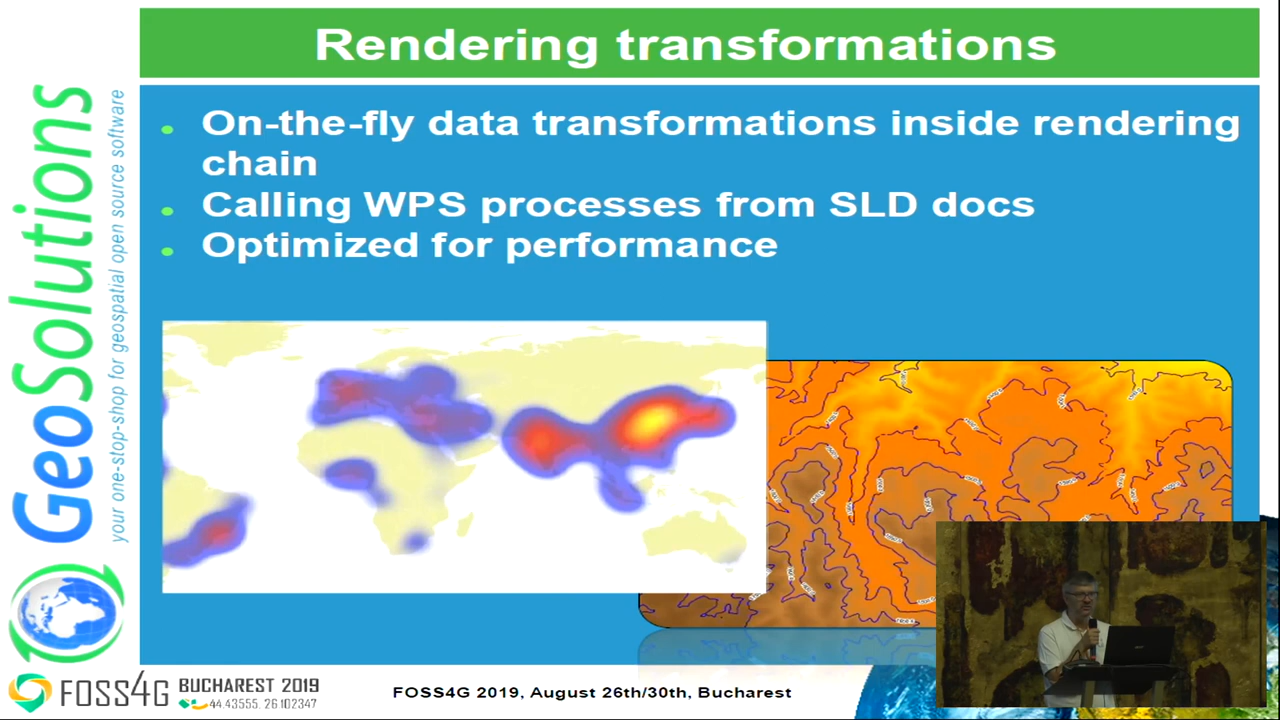 Rendering transformations
On-the-fly data transformations inside rendering
chain
Calling WPS processes from SLD docs
Optimized for performance
GeoSolutions
your one-stop-shop for geospatial open source software
FOSS4G
BUCHAREST 2019
44.43555, 26.102347
FOSS4G 2019, August 26th/30th, Bucharest